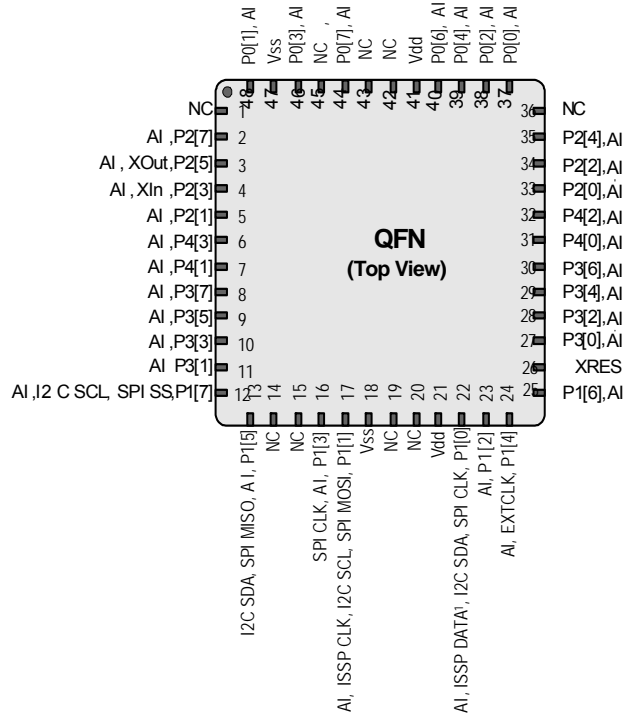 P0[1], AI
Vss
P0[3], AI
NC ,
P0[7], AI
NC
NC
Vdd
P0[6], AI
P0[4], AI
P0[2], AI
P0[0], AI
48
47
46
45
44
43
42
41
40
39
38
37
NC 1
AI ,P2[7] 2
AI , XOut,P2[5] 3
AI , XIn ,P2[3] 4
AI ,P2[1] 5
AI ,P4[3] 6
AI ,P4[1] 7
AI ,P3[7] 8
AI ,P3[5] 9
AI ,P3[3] 10
AI P3[1] 11
AI ,I2 C SCL, SPI SS,P1[7] 12
QFN
(Top View)
36 NC
35 P2[4],AI
34 P2[2],AI
33 P2[0],AI
32 P4[2],AI
31 P4[0],AI
30 P3[6],AI
29 P3[4],AI
28 P3[2],AI
27 P3[0],AI
26 XRES
25 P1[6],AI
13
14
15
16
17
18
19
20
21
22
23
24
I2C SDA, SPI MISO, AI, P1[5]
NC
NC
SPI CLK, AI, P1[3]
AI, ISSP CLK, I2C SCL, SPI MOSI, P1[1]
Vss
NC
NC
Vdd
AI, ISSP DATA¹, I2C SDA, SPI CLK, P1[0]
AI, P1[2]
AI, EXTCLK, P1[4]